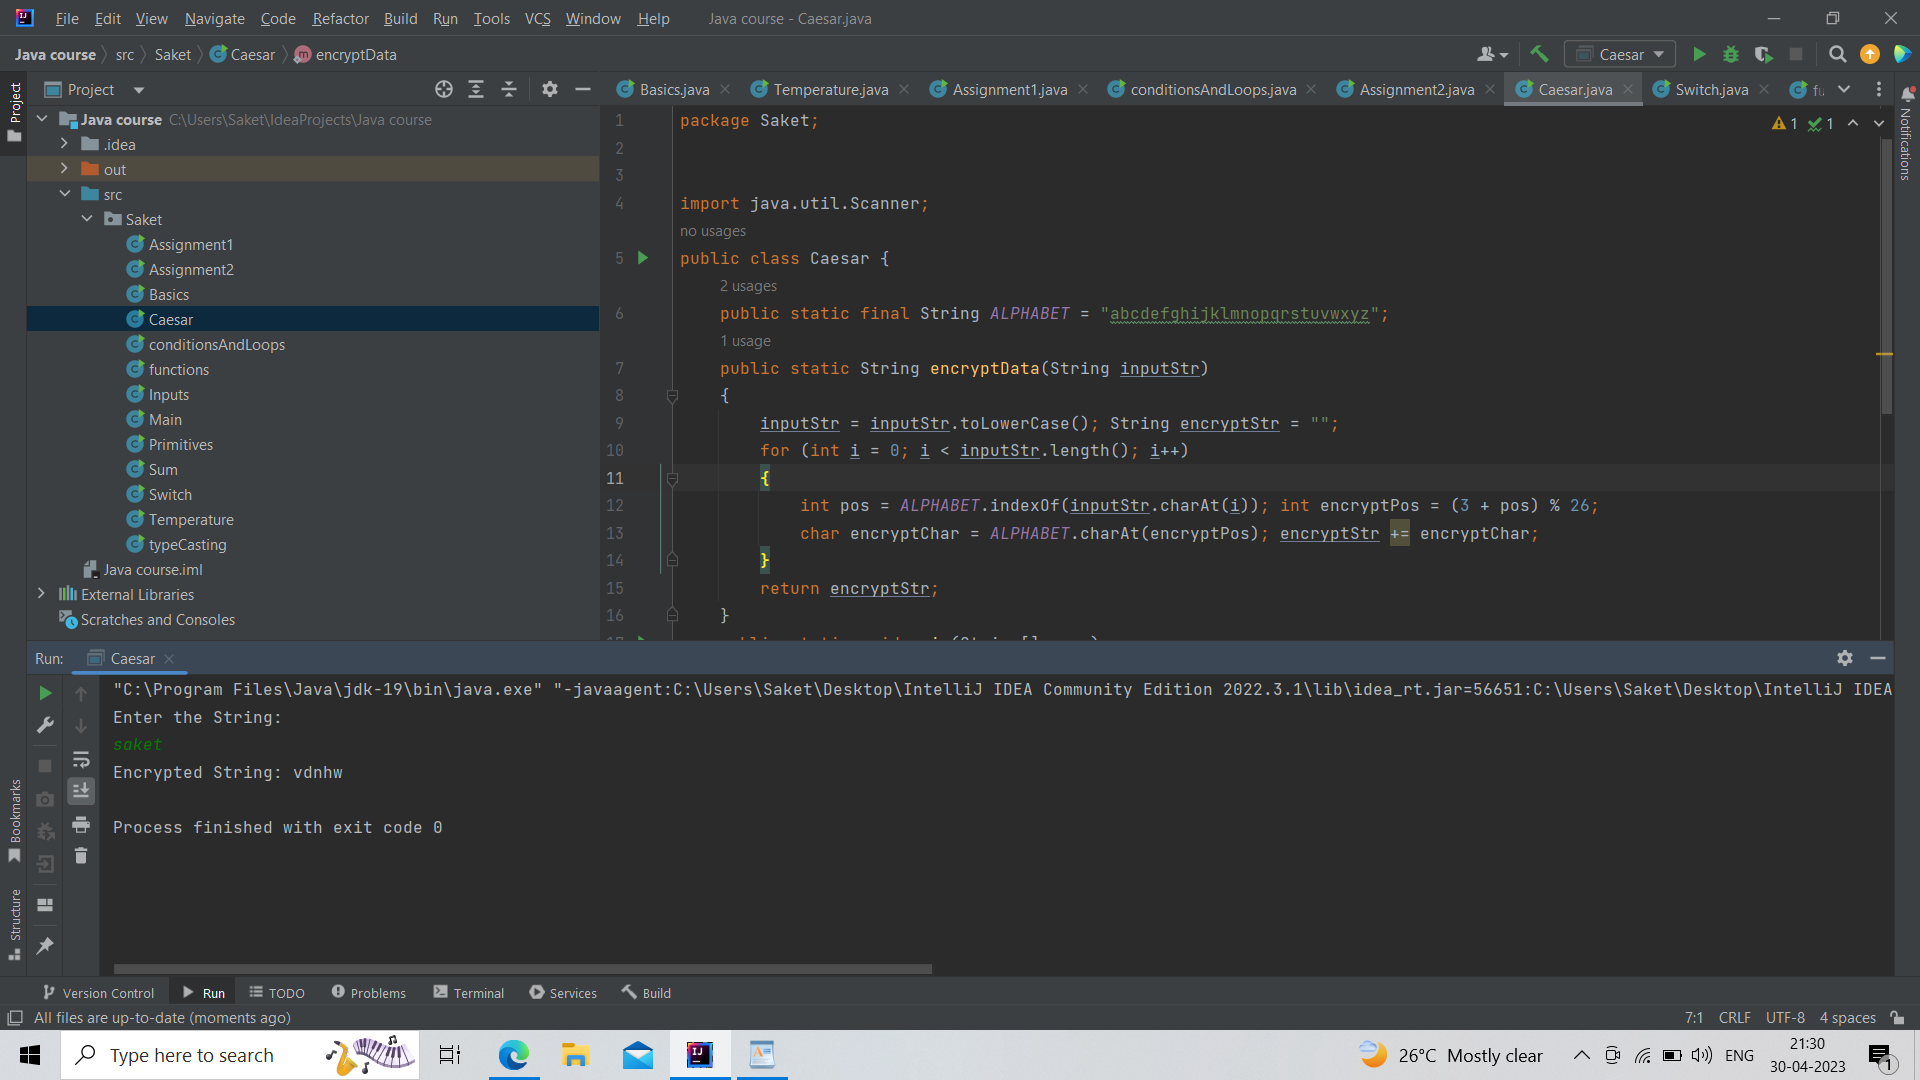 File Edit View Navigate Code Refactor Build Run Tools VCS Window Help Java course - Caesar.java
Java course src Saket Caesar encryptData
Caesar
Project
Basics.java Temperature.java Assignment1.java conditionsAndLoops.java Assignment2.java Caesar.java Switch.java fu
Project
Java course C:\Users\Saket\IdeaProjects\Java course
.idea
out
src
Saket
Assignment1
Assignment2
Basics
Caesar
conditionsAndLoops
functions
Inputs
Main
Primitives
Sum
Switch
Temperature
typeCasting
Java course.iml
External Libraries
Scratches and Consoles
1 package Saket;
2
3
4 import java.util.Scanner;
no usages
5 public class Caesar {
2 usages
6 public static final String ALPHABET = "abcdefghijklmnopqrstuvwxyz";
1 usage
7 public static String encryptData(String inputStr)
8 {
9 inputStr = inputStr.toLowerCase(); String encryptStr = "";
10 for (int i = 0; i < inputStr.length(); i++)
11 {
12 int pos = ALPHABET.indexOf(inputStr.charAt(i)); int encryptPos = (3 + pos) % 26;
13 char encryptChar = ALPHABET.charAt(encryptPos); encryptStr += encryptChar;
14 }
15 return encryptStr;
16 }
1 1
Notifications
Run: Caesar
"C:\Program Files\Java\jdk-19\bin\java.exe" "-javaagent:C:\Users\Saket\Desktop\IntelliJ IDEA Community Edition 2022.3.1\lib\idea_rt.jar=56651:C:\Users\Saket\Desktop\IntelliJ IDEA
Enter the String:
saket
Encrypted String: vdnhw
Process finished with exit code 0
Bookmarks
Structure
Version Control Run TODO Problems Terminal Services Build
All files are up-to-date (moments ago) 7:1 CRLF UTF-8 4 spaces
Type here to search 26°C Mostly clear ENG 21:30
30-04-2023
1